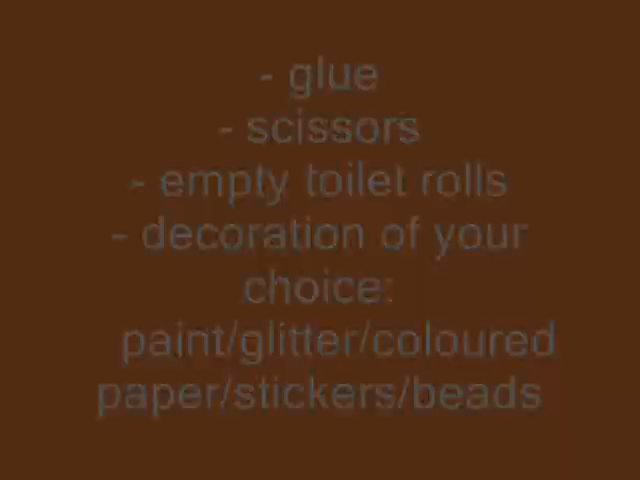 - glue
- scissors
- empty toilet rolls
- decoration of your
choice:
paint/glitter/coloured
paper/stickers/beads